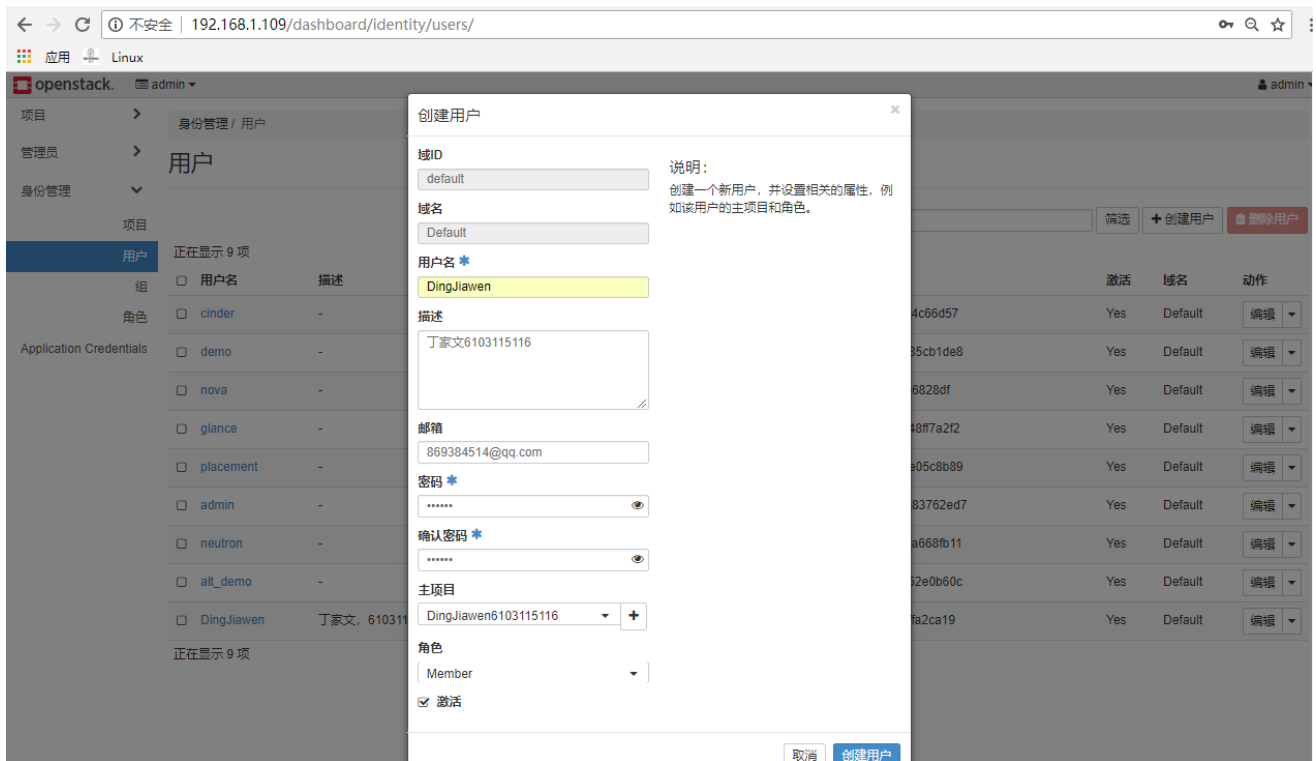 不安全 | 192.168.1.109/dashboard/identity/users/
应用 Linux
openstack. admin admin
项目
管理员
身份管理
项目
用户
组
角色
Application Credentials
身份管理 / 用户
用户
筛选 +创建用户 删除用户
正在显示 9 项
用户名 描述 激活 域名 动作
cinder - 4c66d57 Yes Default 编辑
demo - 35cb1de8 Yes Default 编辑
nova - 6828df Yes Default 编辑
glance - 48ff7a2f2 Yes Default 编辑
placement - e05c8b89 Yes Default 编辑
admin - 83762ed7 Yes Default 编辑
neutron - a668fb11 Yes Default 编辑
alt_demo - 52e0b60c Yes Default 编辑
DingJiawen 丁家文，610311 fa2ca19 Yes Default 编辑
正在显示 9 项
创建用户 ×
域ID
default
域名
Default
用户名 *
DingJiawen
描述
丁家文6103115116
邮箱
869384514@qq.com
密码 *
••••••
确认密码 *
••••••
主项目
DingJiawen6103115116 +
角色
Member
激活
说明：
创建一个新用户，并设置相关的属性，例
如该用户的主项目和角色。
取消 创建用户